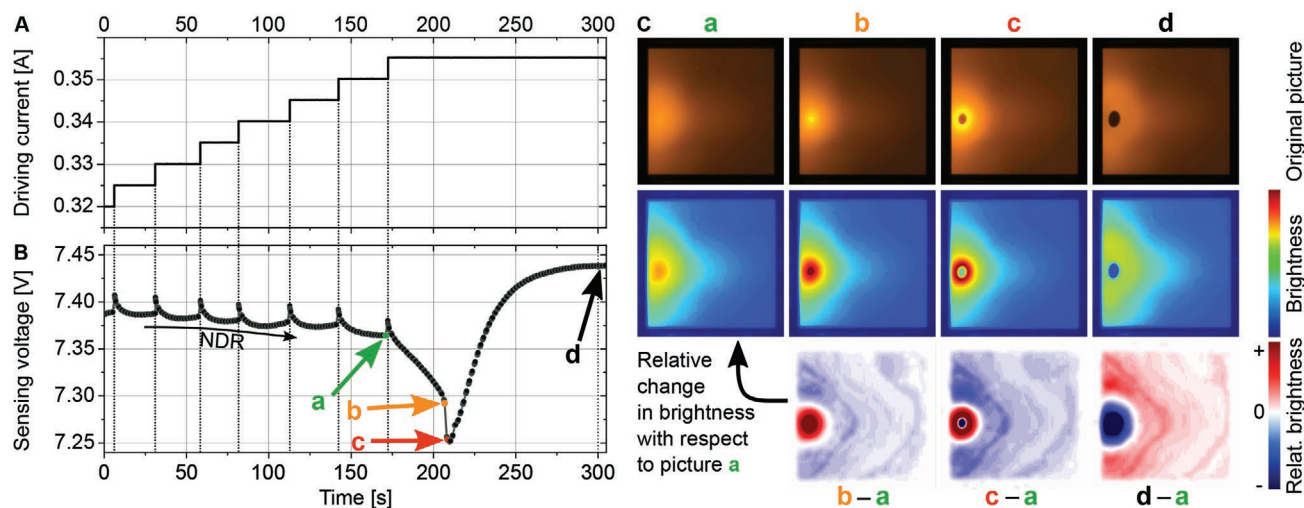 A
0 50 100 150 200 250 300
Driving current [A]
0.35
0.34
0.33
0.32
B
Sensing voltage [V]
7.45
7.40
7.35
7.30
7.25
NDR
a
b
c
d
0 50 100 150 200 250 300
Time [s]
C a b c d
Original picture
Brightness
Relative
change
in brightness
with respect
to picture a
+
0
-
Relat. brightness
b – a c – a d – a